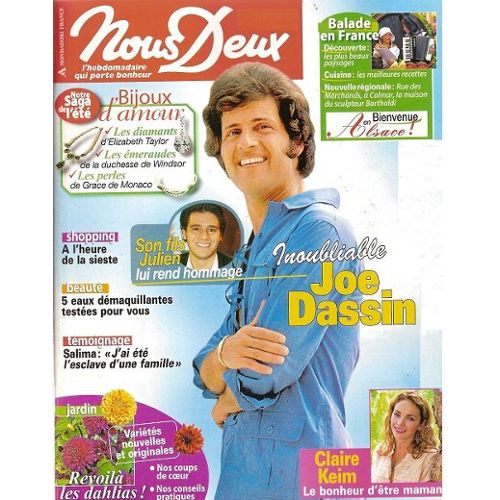 MONDADORI FRANCE
Nous Deux
l'hebdomadaire
qui porte bonheur
Balade
en France
Découverte :
les plus beaux
paysages
Cuisine : les meilleures recettes
Nouvelle régionale : Rue des
Marchands, à Colmar, la maison
du sculpteur Bartholdi
Bienvenue
en Alsace !
Notre
Saga
de l'été
Bijoux
d'amour
✓ Les diamants
d'Elizabeth Taylor
✓ Les émeraudes
de la duchesse de Windsor
✓ Les perles
de Grace de Monaco
shopping
A l'heure
de la sieste
Son fils
Julien
lui rend hommage
Inoubliable
Joe
Dassin
beauté
5 eaux démaquillantes
testées pour vous
témoignage
Salima : «J'ai été
l'esclave d'une famille»
jardin
Variétés
nouvelles
et originales
Revoilà
les dahlias !
• Nos coups
de cœur
• Nos conseils
pratiques
Claire
Keim
Le bonheur d'être maman